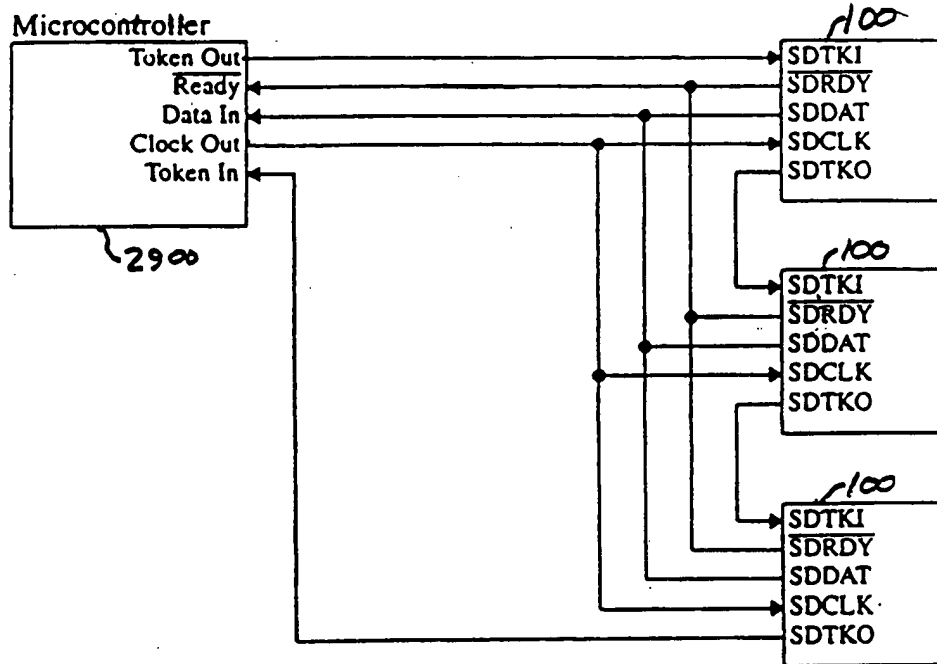 Microcontroller
Token Out
Ready
Data In
Clock Out
Token In
2900
100
SDTKI
SDRDY
SDDAT
SDCLK
SDTKO
100
SDTKI
SDRDY
SDDAT
SDCLK
SDTKO
100
SDTKI
SDRDY
SDDAT
SDCLK
SDTKO